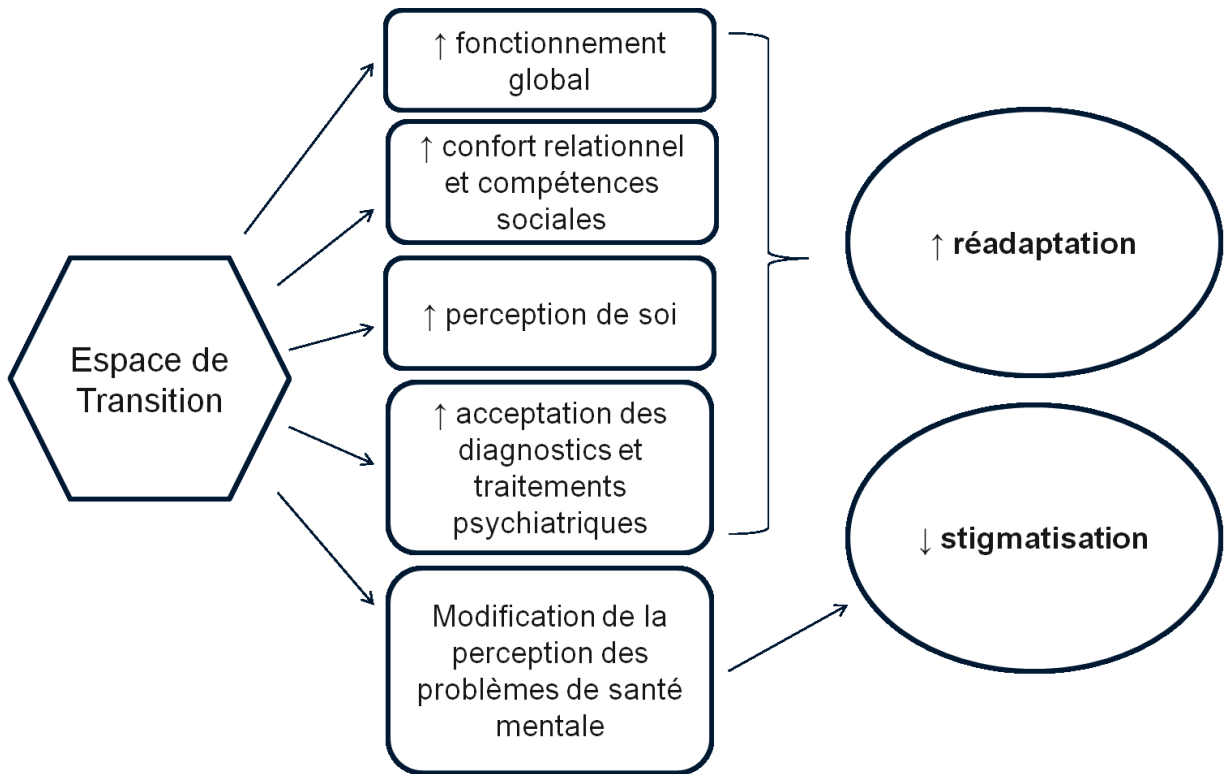 ↑ fonctionnement
global
↑ confort relationnel
et compétences
sociales
↑ perception de soi
Espace de
Transition
↑ acceptation des
diagnostics et
traitements
psychiatriques
Modification de la
perception des
problèmes de santé
mentale
↑ réadaptation
↓ stigmatisation